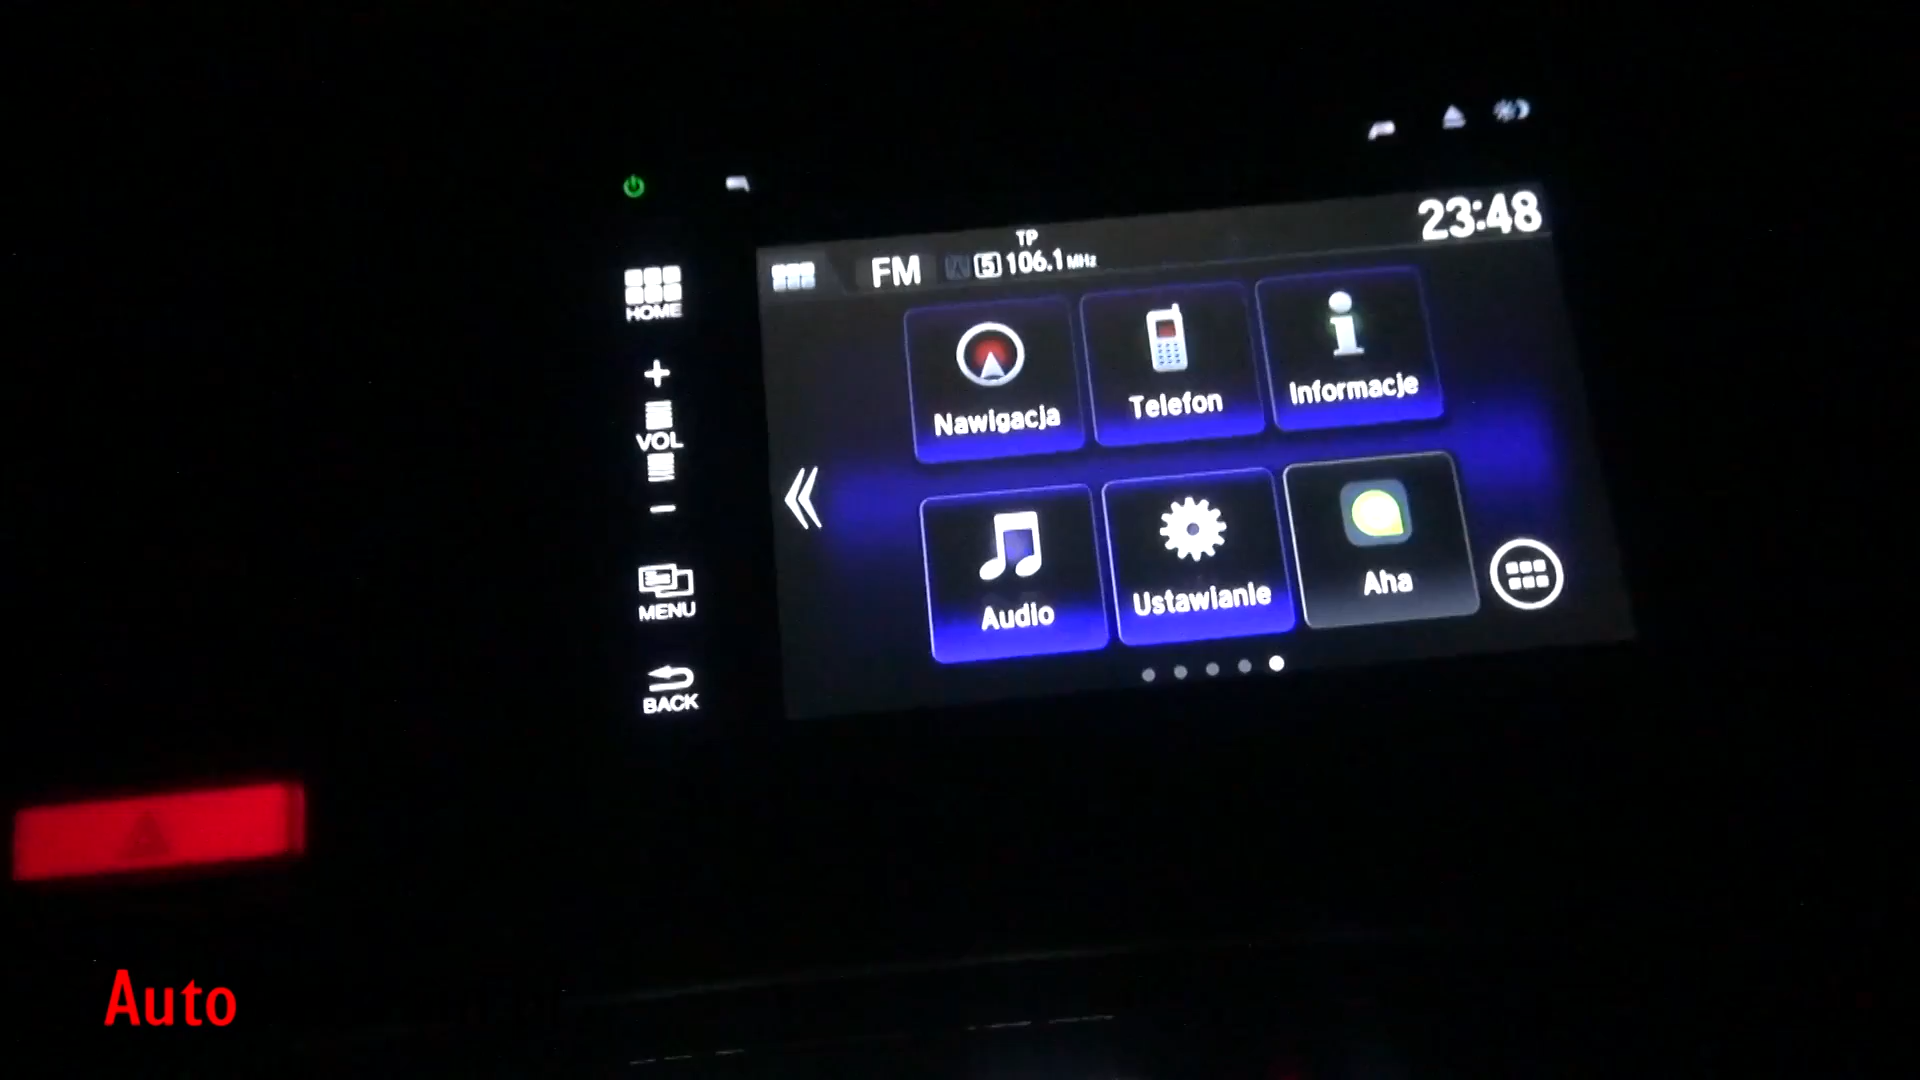 23:48
TP
FM 5 106.1 MHz
HOME
Nawigacja Telefon Informacje
+
VOL
−
Audio Ustawianie Aha
MENU
BACK
Auto